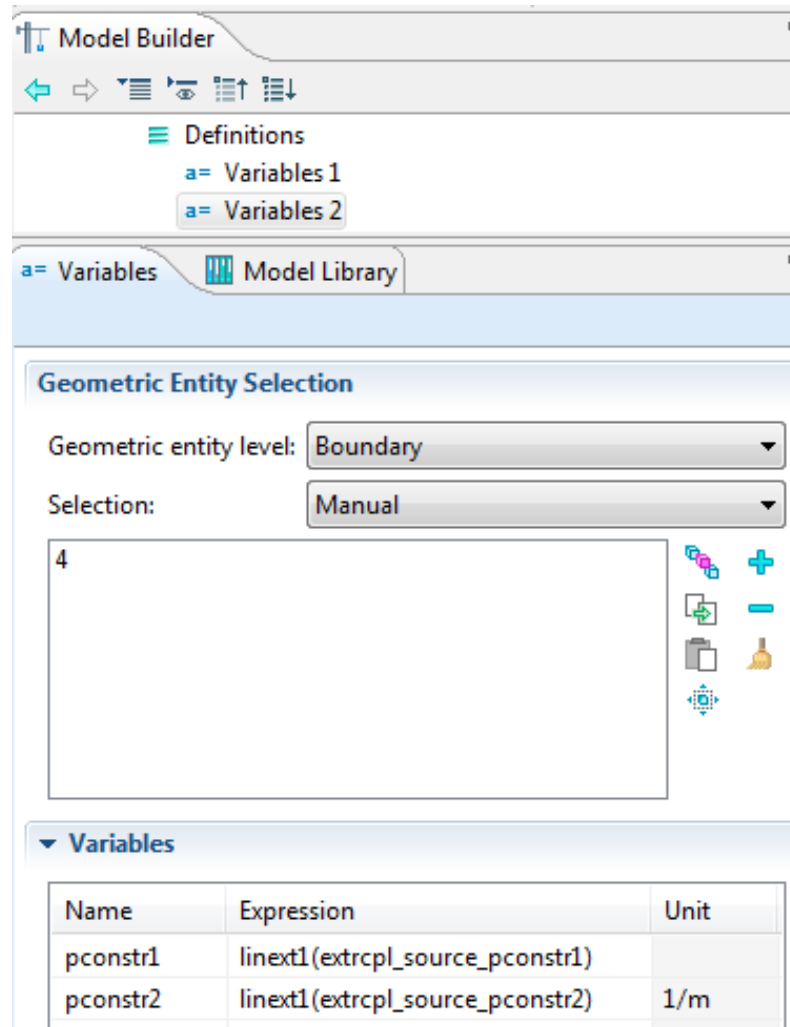 Model Builder
Definitions
a= Variables 1
a= Variables 2
a= Variables Model Library
Geometric Entity Selection
Geometric entity level: Boundary
Selection: Manual
4
Variables
Name Expression Unit
pconstr1 linext1(extrcpl_source_pconstr1)
pconstr2 linext1(extrcpl_source_pconstr2) 1/m